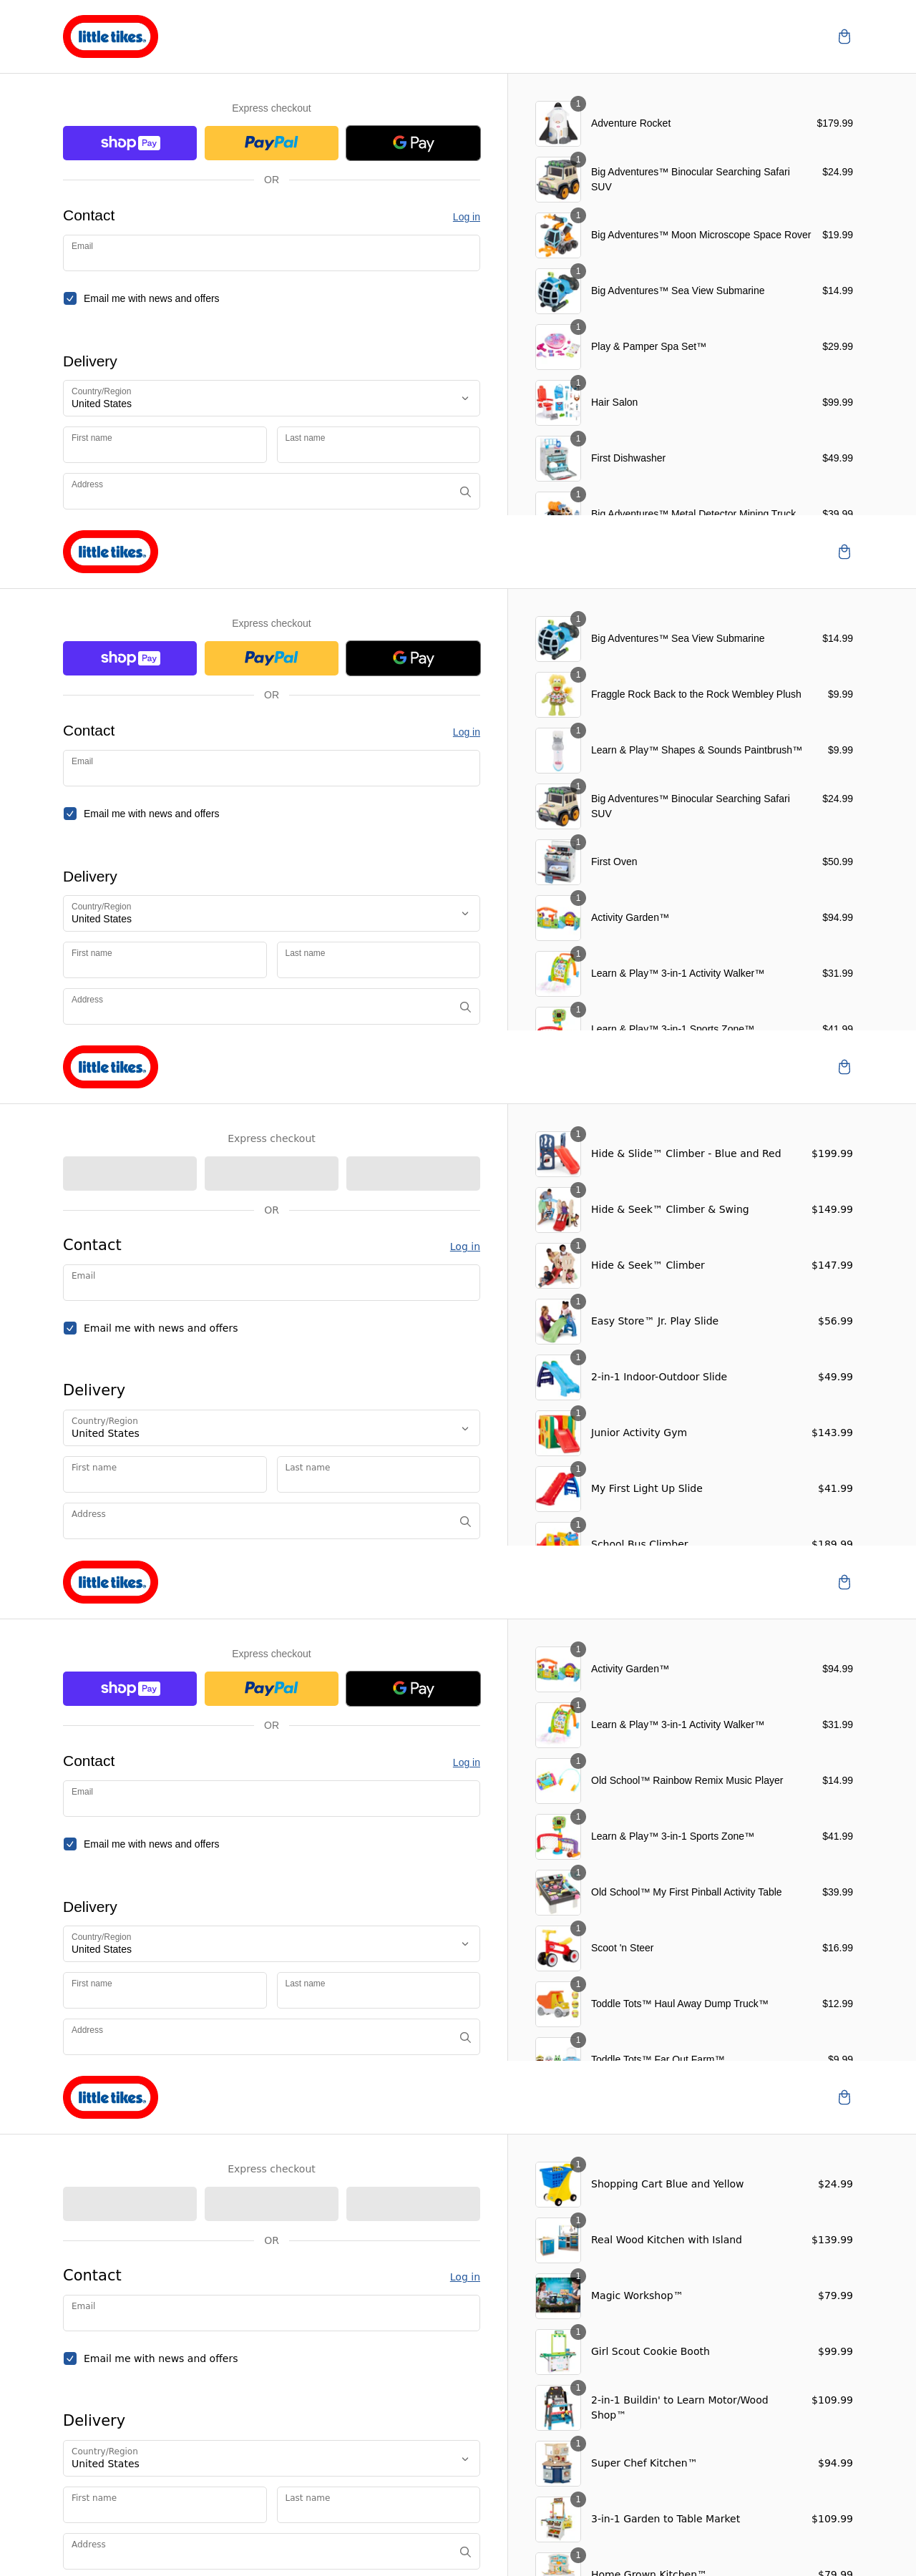 little tikes
Express checkout
shop Pay
PayPal
G Pay
OR
Contact
Log in
Email
Email me with news and offers
Delivery
Country/Region
United States
First name
Last name
Address
1
Adventure Rocket
$179.99
1
Big Adventures™ Binocular Searching Safari
SUV
$24.99
1
Big Adventures™ Moon Microscope Space Rover
$19.99
1
Big Adventures™ Sea View Submarine
$14.99
1
Play & Pamper Spa Set™
$29.99
1
Hair Salon
$99.99
1
First Dishwasher
$49.99
1
Big Adventures™ Metal Detector Mining Truck
$39.99
little tikes
Express checkout
shop Pay
PayPal
G Pay
OR
Contact
Log in
Email
Email me with news and offers
Delivery
Country/Region
United States
First name
Last name
Address
1
Big Adventures™ Sea View Submarine
$14.99
1
Fraggle Rock Back to the Rock Wembley Plush
$9.99
1
Learn & Play™ Shapes & Sounds Paintbrush™
$9.99
1
Big Adventures™ Binocular Searching Safari
SUV
$24.99
1
First Oven
$50.99
1
Activity Garden™
$94.99
1
Learn & Play™ 3-in-1 Activity Walker™
$31.99
1
Learn & Play™ 3-in-1 Sports Zone™
$41.99
little tikes
Express checkout
OR
Contact
Log in
Email
Email me with news and offers
Delivery
Country/Region
United States
First name
Last name
Address
1
Hide & Slide™ Climber - Blue and Red
$199.99
1
Hide & Seek™ Climber & Swing
$149.99
1
Hide & Seek™ Climber
$147.99
1
Easy Store™ Jr. Play Slide
$56.99
1
2-in-1 Indoor-Outdoor Slide
$49.99
1
Junior Activity Gym
$143.99
1
My First Light Up Slide
$41.99
1
School Bus Climber
$189.99
little tikes
Express checkout
shop Pay
PayPal
G Pay
OR
Contact
Log in
Email
Email me with news and offers
Delivery
Country/Region
United States
First name
Last name
Address
1
Activity Garden™
$94.99
1
Learn & Play™ 3-in-1 Activity Walker™
$31.99
1
Old School™ Rainbow Remix Music Player
$14.99
1
Learn & Play™ 3-in-1 Sports Zone™
$41.99
1
Old School™ My First Pinball Activity Table
$39.99
1
Scoot 'n Steer
$16.99
1
Toddle Tots™ Haul Away Dump Truck™
$12.99
1
Toddle Tots™ Far Out Farm™
$9.99
little tikes
Express checkout
OR
Contact
Log in
Email
Email me with news and offers
Delivery
Country/Region
United States
First name
Last name
Address
1
Shopping Cart Blue and Yellow
$24.99
1
Real Wood Kitchen with Island
$139.99
1
Magic Workshop™
$79.99
1
Girl Scout Cookie Booth
$99.99
1
2-in-1 Buildin' to Learn Motor/Wood
Shop™
$109.99
1
Super Chef Kitchen™
$94.99
1
3-in-1 Garden to Table Market
$109.99
1
Home Grown Kitchen™
$79.99